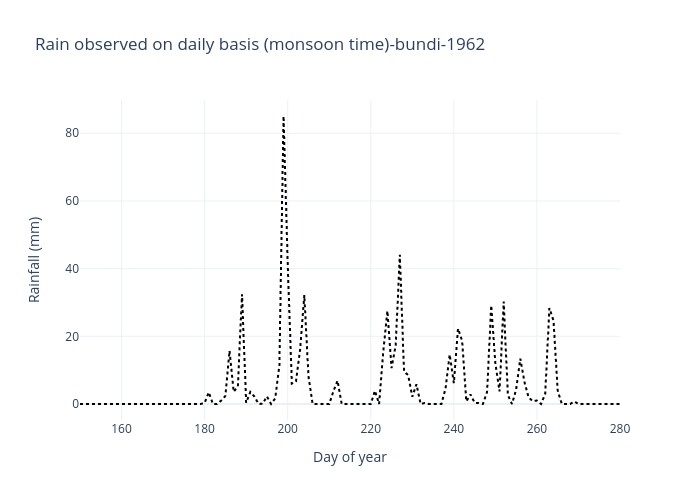 Rain observed on daily basis (monsoon time)-bundi-1962
80
60
40
20
0
Rainfall (mm)
160 180 200 220 240 260 280
Day of year